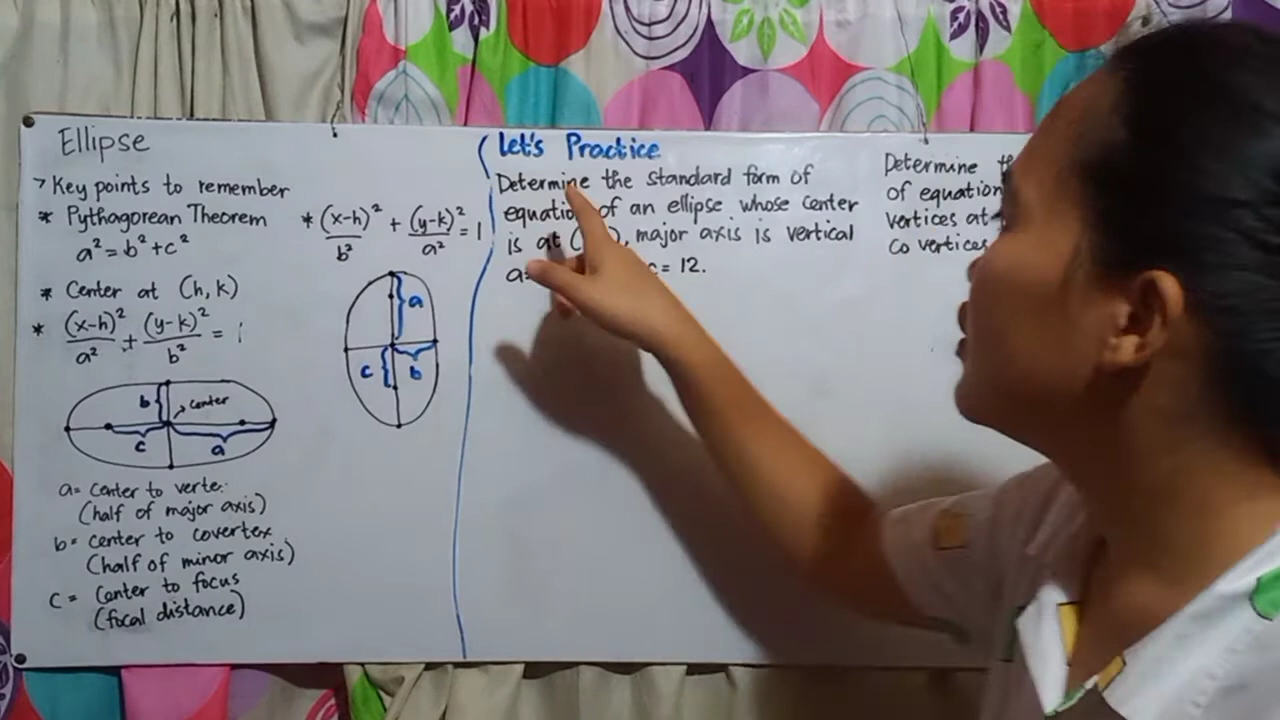 Ellipse
> Key points to remember
* Pythagorean Theorem
a² = b² + c²
* Center at (h, k)
* (x-h)²/a² + (y-k)²/b² = 1
b
center
c
a
a = center to verte
(half of major axis)
b = center to covertex
(half of minor axis)
c = Center to focus
(focal distance)
* (x-h)²/b² + (y-k)²/a² = 1
a
c
b
Let's Practice
Determine the standard form of
equation of an ellipse whose center
is at ( ), major axis is vertical
a= c = 12.
Determine
of equation
vertices at
Co vertices